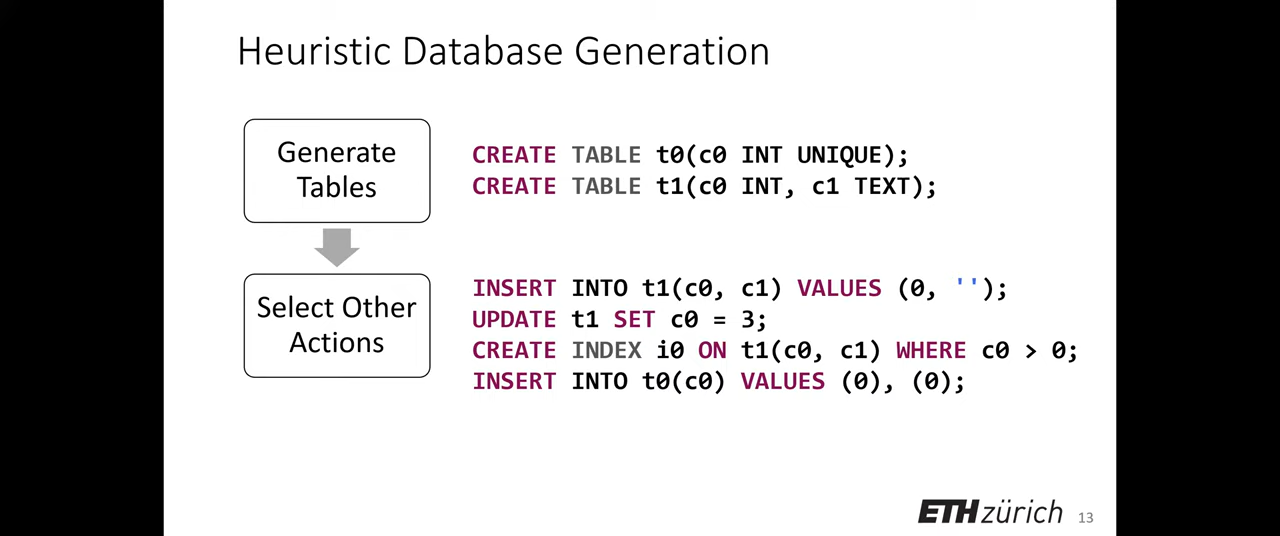 Heuristic Database Generation
Generate
Tables
CREATE TABLE t0(c0 INT UNIQUE);
CREATE TABLE t1(c0 INT, c1 TEXT);
Select Other
Actions
INSERT INTO t1(c0, c1) VALUES (0, '');
UPDATE t1 SET c0 = 3;
CREATE INDEX i0 ON t1(c0, c1) WHERE c0 > 0;
INSERT INTO t0(c0) VALUES (0), (0);
ETH zürich 13